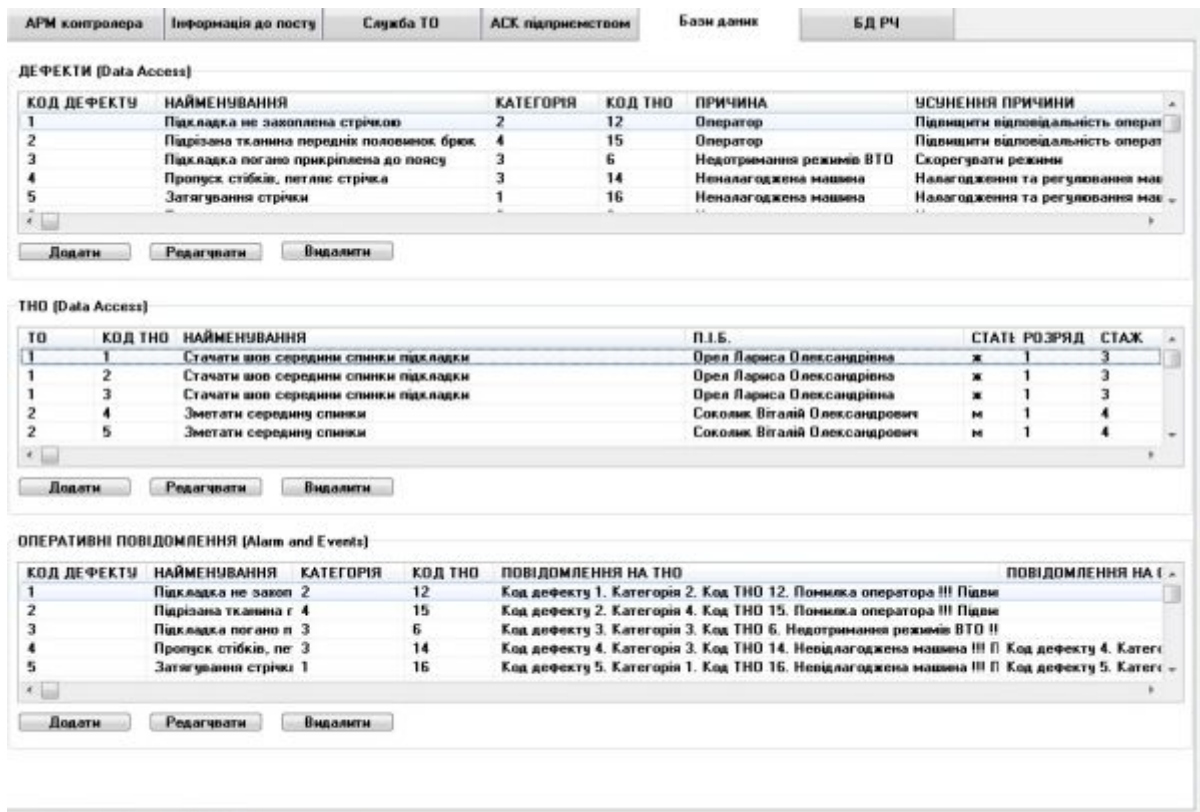 АРМ контролера Інформація до посту Служба ТО АСК підприємством Бази даних БД РЧ
ДЕФЕКТИ (Data Access)
КОД ДЕФЕКТУ НАЙМЕНУВАННЯ КАТЕГОРІЯ КОД ТНО ПРИЧИНА УСУНЕННЯ ПРИЧИНИ
1 Підкладка не захоплена стрічкою 2 12 Оператор Підвищити відповідальність операт
2 Підрізана тканина передніх половинок брюк 4 15 Оператор Підвищити відповідальність операт
3 Підкладка погано прикріплена до поясу 3 6 Недотримання режимів ВТО Скорегувати режими
4 Пропуск стібків, петляє стрічка 3 14 Неналагоджена машина Налагодження та регулювання маш
5 Затягування стрічки 1 16 Неналагоджена машина Налагодження та регулювання маш
Додати Редагувати Видалити
ТНО (Data Access)
ТО КОД ТНО НАЙМЕНУВАННЯ П.І.Б. СТАТЬ РОЗРЯД СТАЖ
1 1 Стачати шов середини спинки підкладки Орел Лариса Олександрівна ж 1 3
1 2 Стачати шов середини спинки підкладки Орел Лариса Олександрівна ж 1 3
1 3 Стачати шов середини спинки підкладки Орел Лариса Олександрівна ж 1 3
2 4 Зметати середину спинки Соколик Віталій Олександрович м 1 4
2 5 Зметати середину спинки Соколик Віталій Олександрович м 1 4
Додати Редагувати Видалити
ОПЕРАТИВНІ ПОВІДОМЛЕННЯ (Alarm and Events)
КОД ДЕФЕКТУ НАЙМЕНУВАННЯ КАТЕГОРІЯ КОД ТНО ПОВІДОМЛЕННЯ НА ТНО ПОВІДОМЛЕННЯ НА
1 Підкладка не захоп 2 12 Код дефекту 1. Категорія 2. Код ТНО 12. Помилка оператора !!! Підви
2 Підрізана тканина п 4 15 Код дефекту 2. Категорія 4. Код ТНО 15. Помилка оператора !!! Підви
3 Підкладка погано п 3 6 Код дефекту 3. Категорія 3. Код ТНО 6. Недотримання режимів ВТО !!
4 Пропуск стібків, пет 3 14 Код дефекту 4. Категорія 3. Код ТНО 14. Невідлагоджена машина !!! П Код дефекту 4. Катего
5 Затягування стрічки 1 16 Код дефекту 5. Категорія 1. Код ТНО 16. Невідлагоджена машина !!! П Код дефекту 5. Катего
Додати Редагувати Видалити